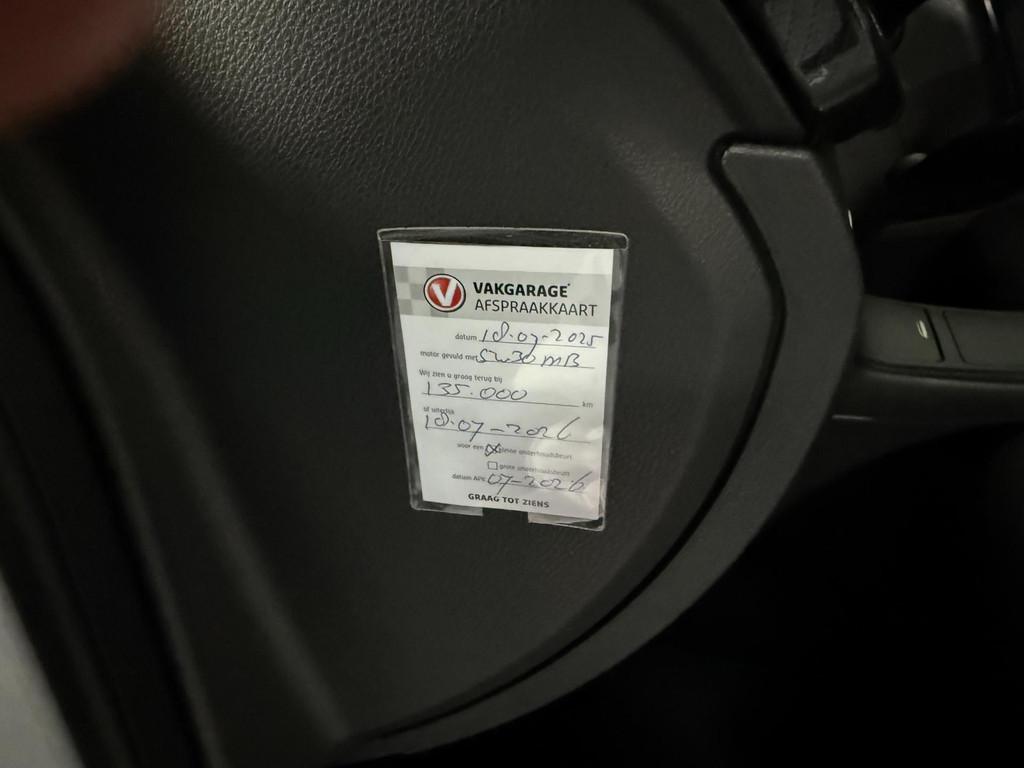 V VAKGARAGE
AFSPRAAKKAART
datum 18-07-2025
motor gevuld met 5w30 MB
Wij zien u graag terug bij
135.000 km
of uiterlijk
18-07-2026
voor een kleine onderhoudsbeurt
grote onderhoudsbeurt
datum APK 07-2026
GRAAG TOT ZIENS